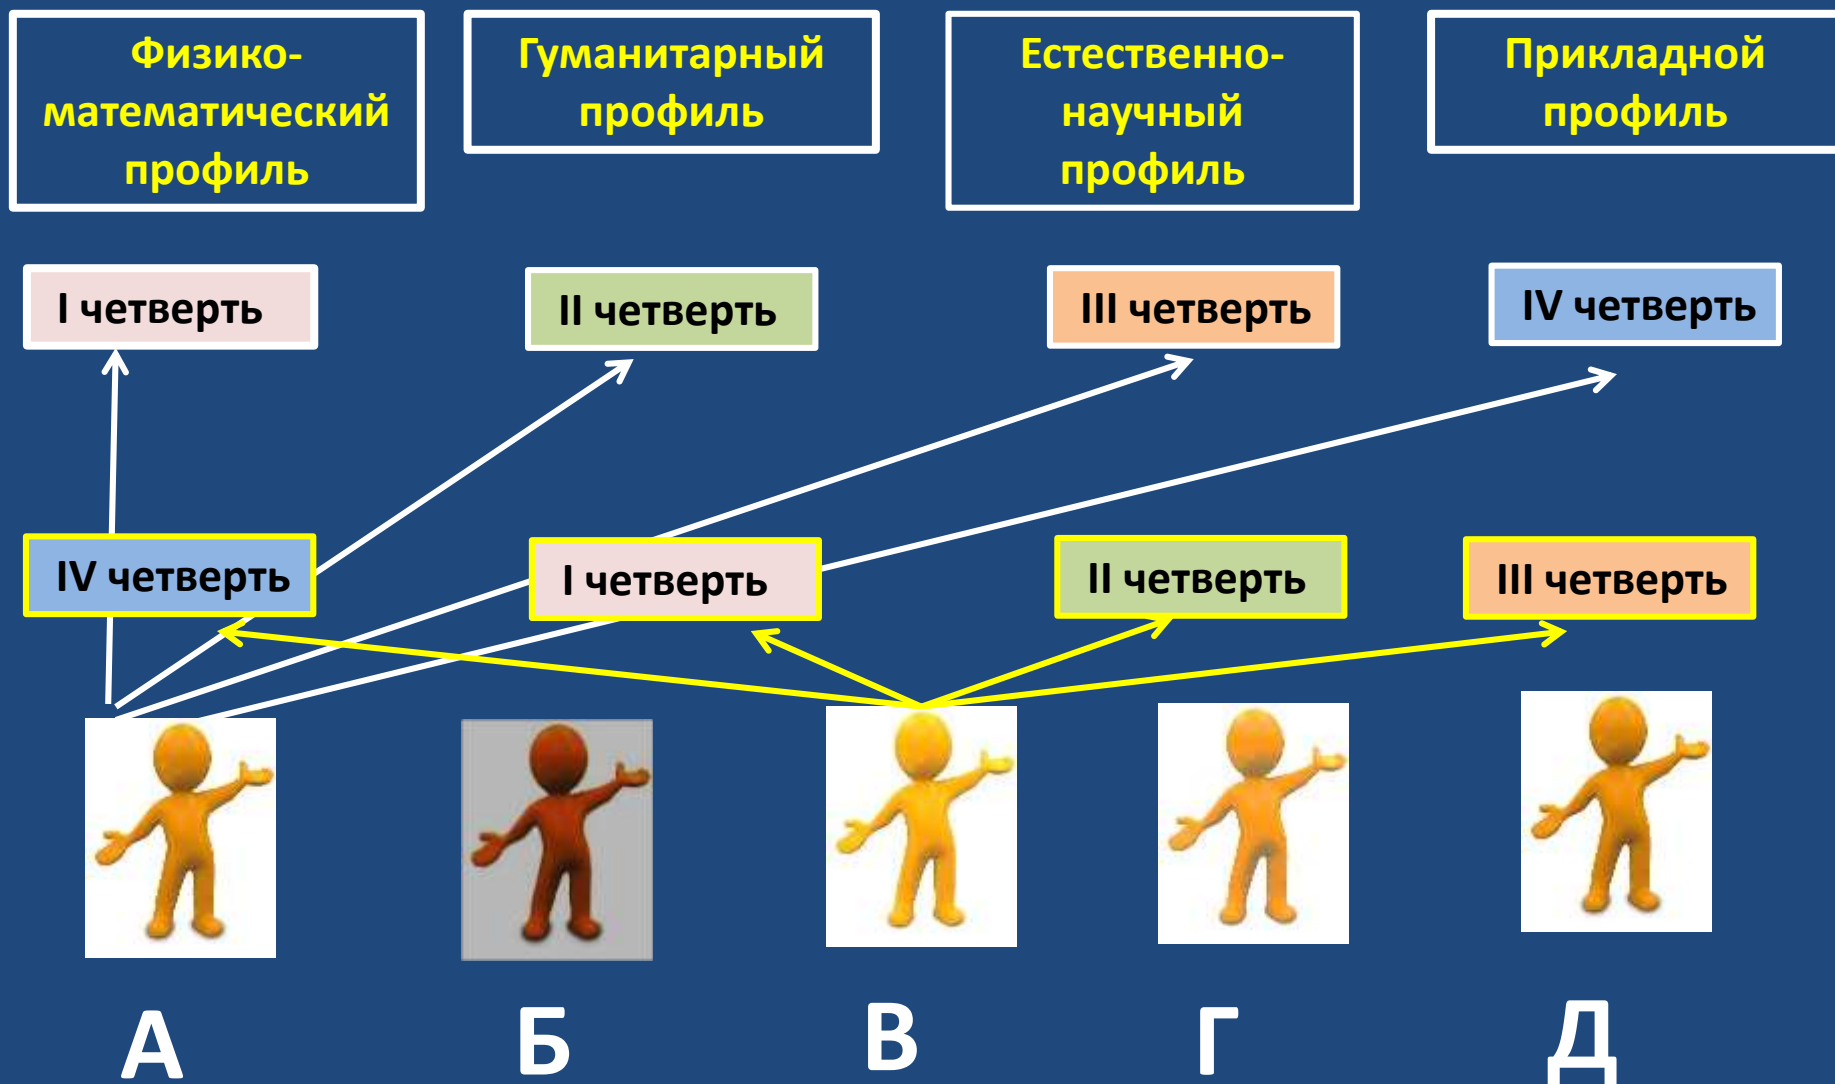 Физико-
математический
профиль
Гуманитарный
профиль
Естественно-
научный
профиль
Прикладной
профиль
I четверть
II четверть
III четверть
IV четверть
IV четверть
I четверть
II четверть
III четверть
А
Б
В
Г
Д